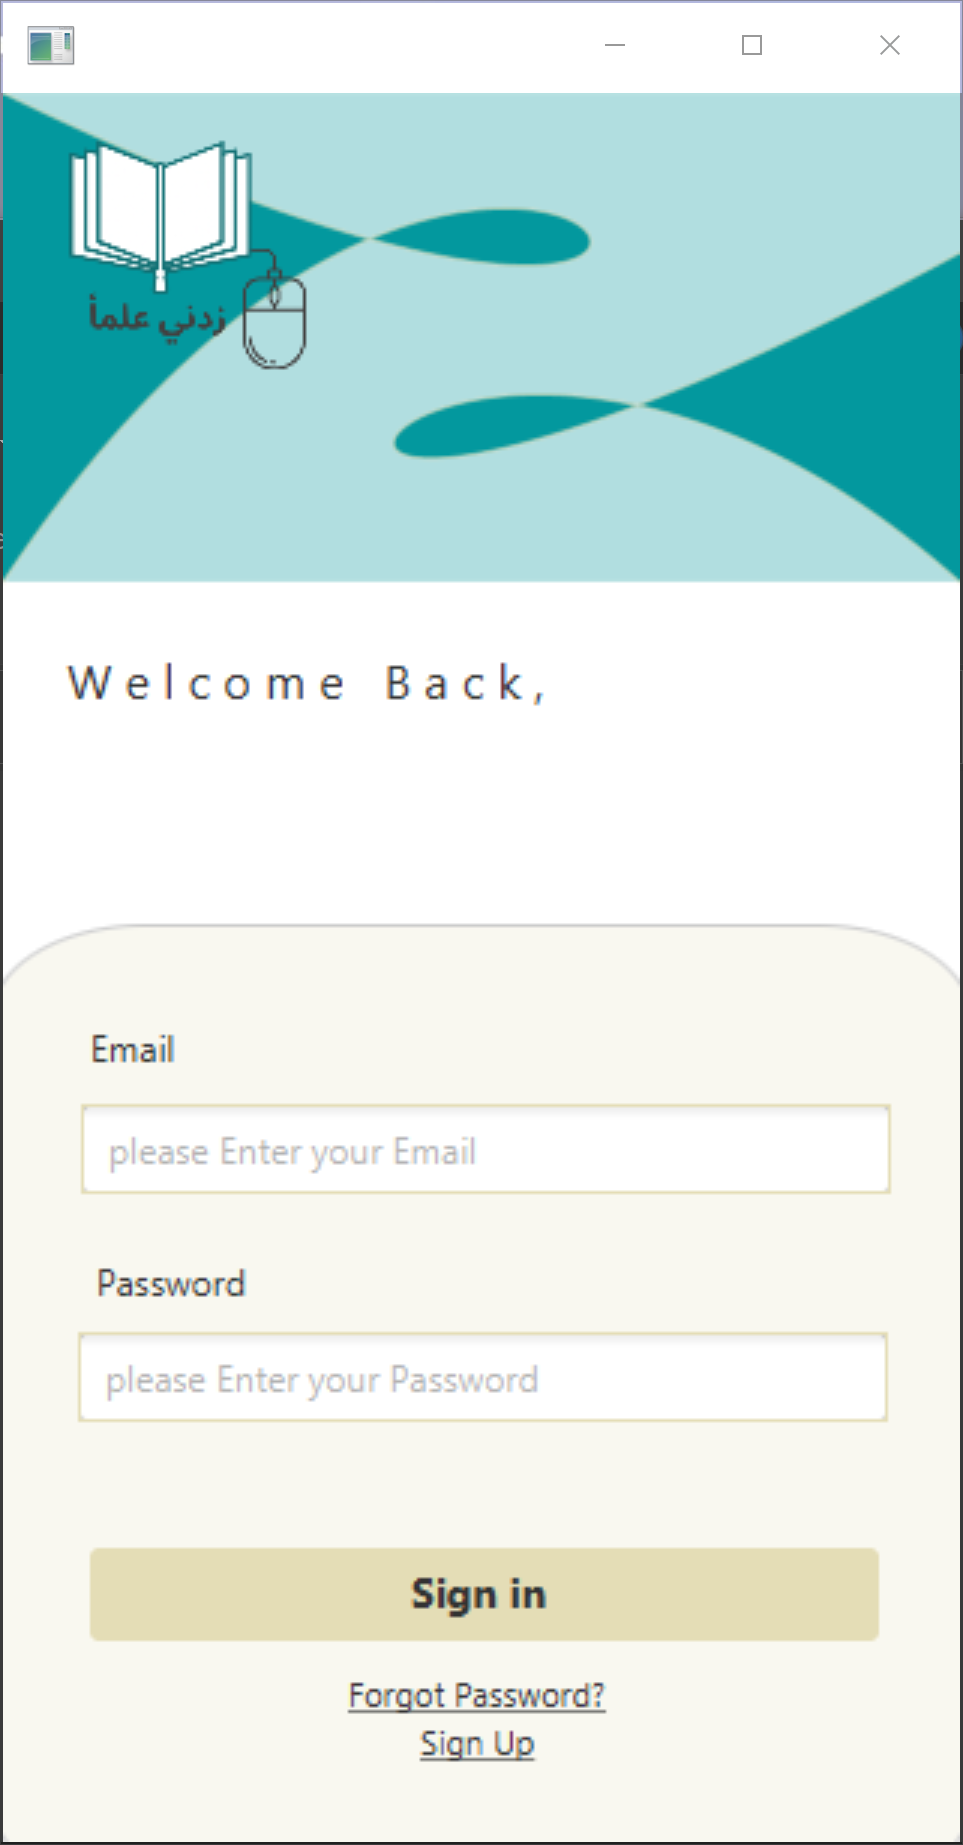 زدني علماً
Welcome Back,
Email
please Enter your Email
Password
please Enter your Password
Sign in
Forgot Password?
Sign Up